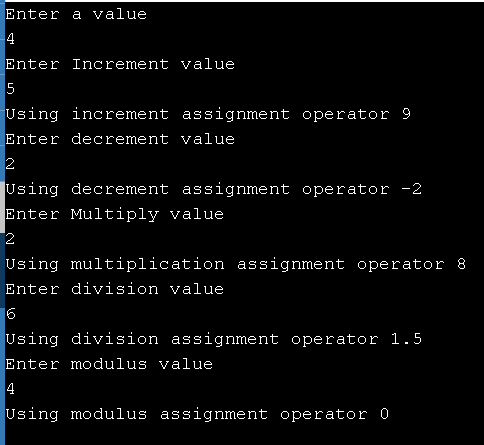 Enter a value
4
Enter Increment value
5
Using increment assignment operator 9
Enter decrement value
2
Using decrement assignment operator -2
Enter Multiply value
2
Using multiplication assignment operator 8
Enter division value
6
Using division assignment operator 1.5
Enter modulus value
4
Using modulus assignment operator 0